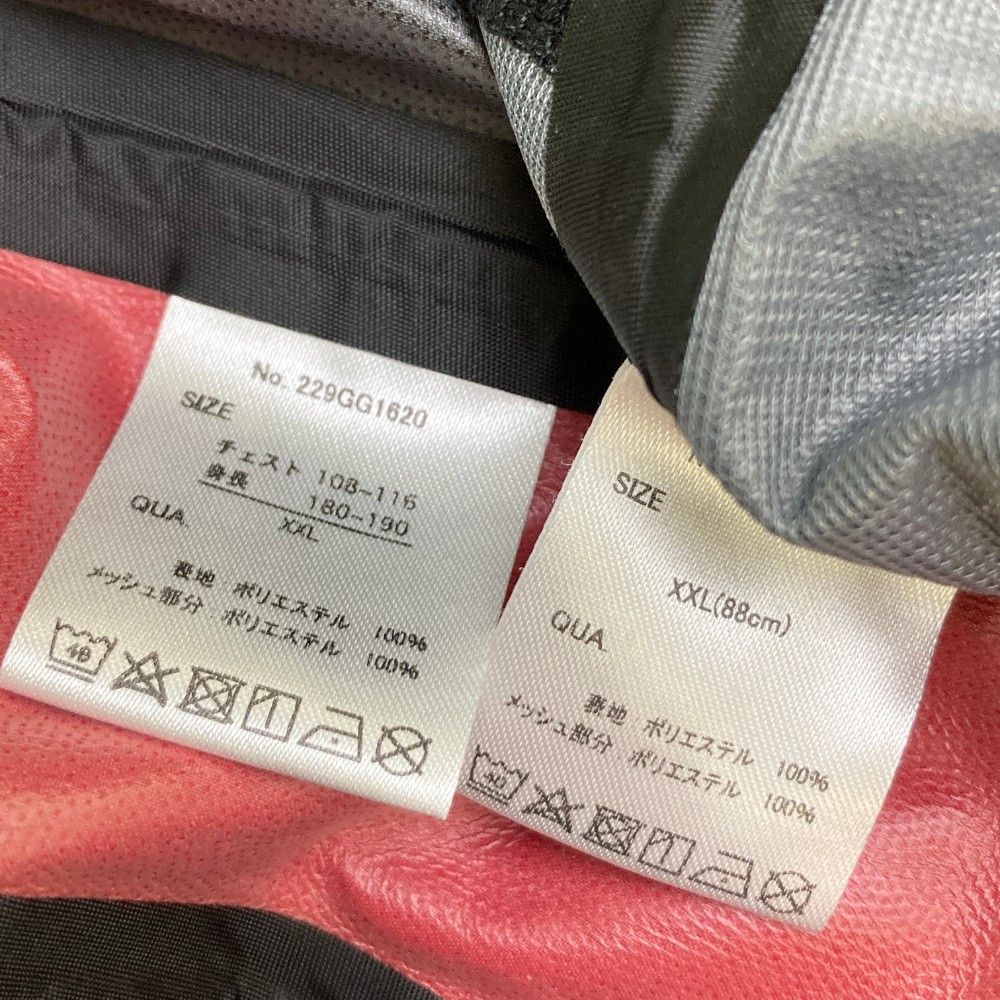 No. 229GG1620
SIZE
チェスト 108-116
身長 180-190
XXL
QUA.
表地 ポリエステル 100%
メッシュ部分 ポリエステル 100%
40
SIZE
XXL(88cm)
QUA.
表地 ポリエステル 100%
メッシュ部分 ポリエステル 100%
40